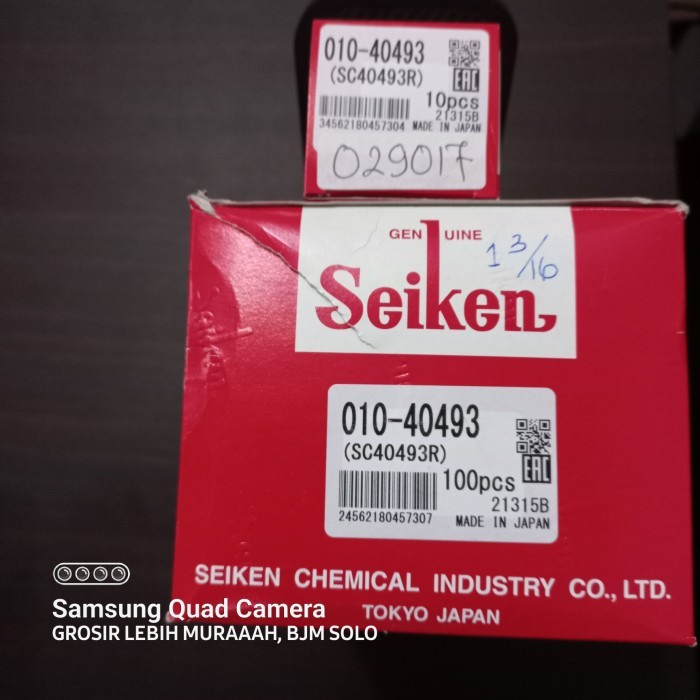 010-40493
(SC40493R)
EAC
10pcs
21315B
34562180457304 MADE IN JAPAN
029017
GENUINE
1 3/16
Seiken
010-40493
(SC40493R)
EAC
100pcs
21315B
24562180457307 MADE IN JAPAN
SEIKEN CHEMICAL INDUSTRY CO., LTD.
TOKYO JAPAN
Samsung Quad Camera
GROSIR LEBIH MURAAAH, BJM SOLO